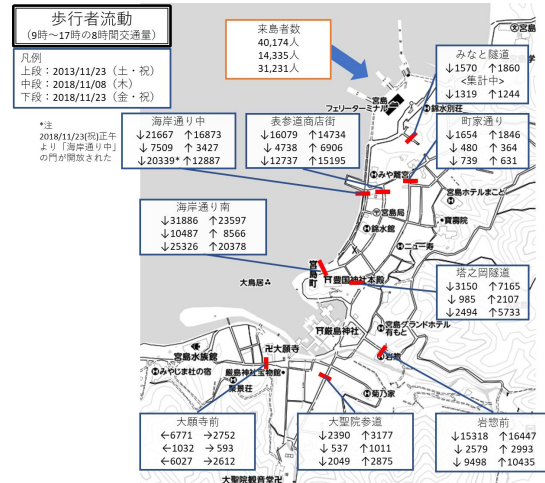 歩行者流動
(9時～17時の8時間交通量)
凡例
上段：2013/11/23（土・祝）
中段：2018/11/08（木）
下段：2018/11/23（金・祝）
*注
2018/11/23(祝)正午
より「海岸通り中」
の門が開放された
来島者数
40,174人
14,335人
31,231人
みなと隧道
↓1570 ↑1860
<集計中>
↓1319 ↑1244
海岸通り中
↓21667 ↑16873
↓7509 ↑3427
↓20339* ↑12887
表参道商店街
↓16079 ↑14734
↓4738 ↑6906
↓12737 ↑15195
町家通り
↓1654 ↑1846
↓480 ↑364
↓739 ↑631
海岸通り南
↓31886 ↑23597
↓10487 ↑8566
↓25326 ↑20378
塔之岡隧道
↓3150 ↑7165
↓985 ↑2107
↓2494 ↑5733
大願寺前
←6771 →2752
←1032 →593
←6027 →2612
大聖院参道
↓2390 ↑3177
↓537 ↑1011
↓2049 ↑2875
岩惣前
↓15318 ↑16447
↓2579 ↑2993
↓9498 ↑10435
宮島
フェリーターミナル
錦水別荘
みや離宮
宮島局
錦水館
宮島ホテルまこと
寶壽院
ニュー寿
宮島町
豊国神社本殿
大鳥居
厳島神社
宮島グランドホテル
有もと
岩惣
卍大願寺
宮島水族館
みやじま杜の宿
厳島神社宝物館
聚景荘
菊乃家
大聖院観音堂卍